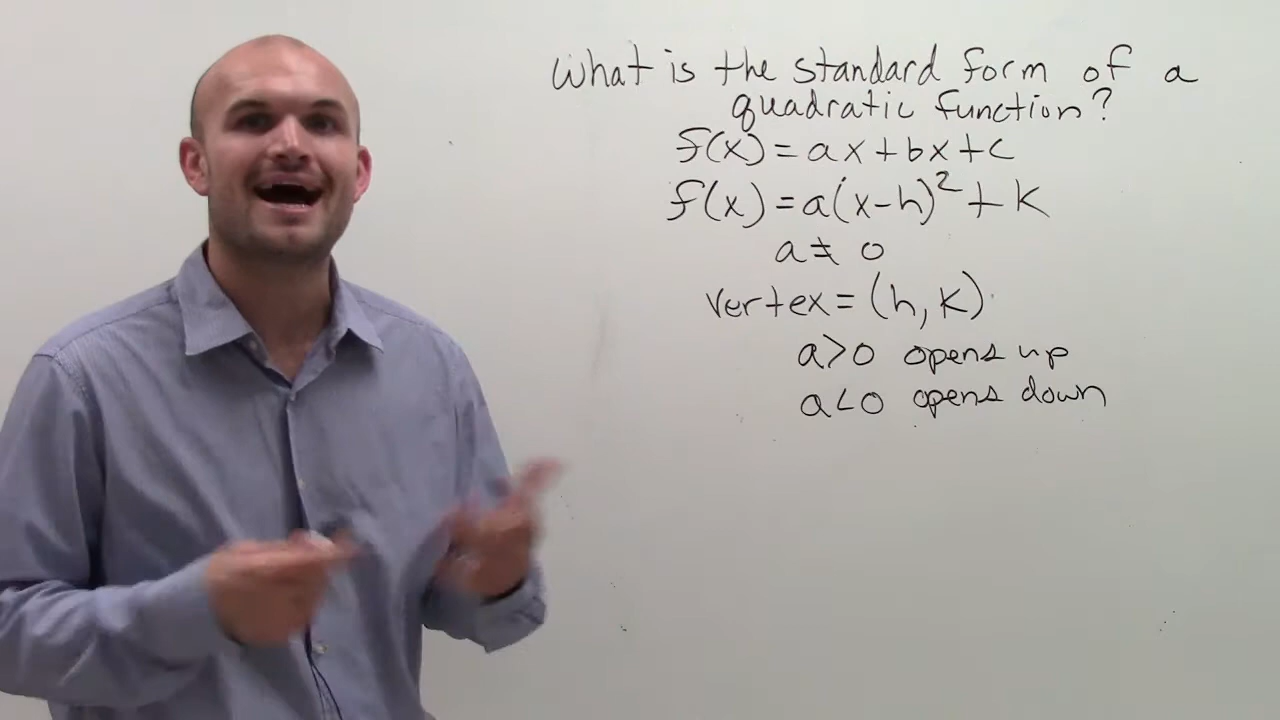 What is the standard form of a
quadratic function?
f(x)=ax+bx+c
f(x)=a(x-h)²+k
a≠0
vertex=(h,k)
a>0 opens up
a<0 opens down